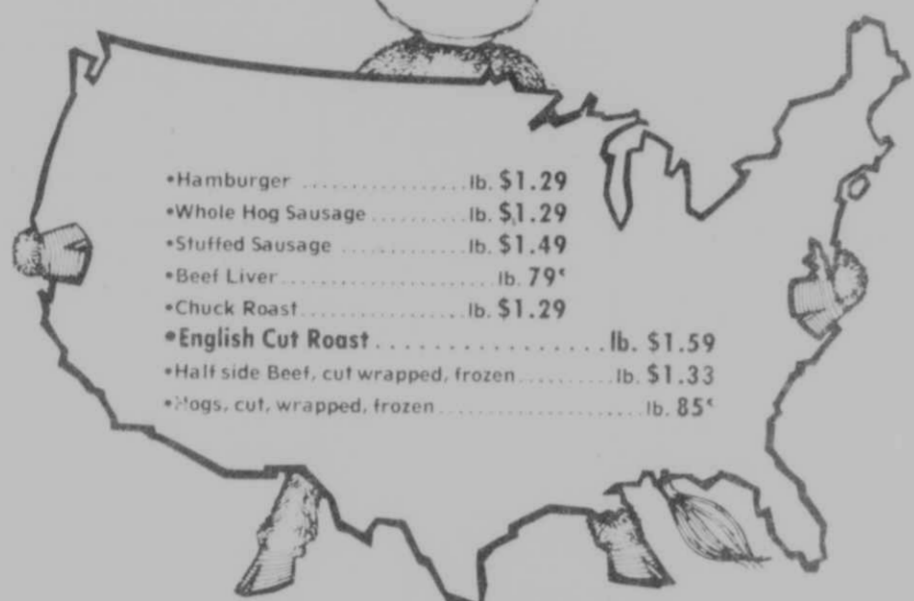 •Hamburger ................ lb. $1.29
•Whole Hog Sausage ............ lb. $1.29
•Stuffed Sausage ................ lb. $1.49
•Beef Liver ........................... lb. 79¢
•Chuck Roast ..................... lb. $1.29
•English Cut Roast ................. lb. $1.59
•Half side Beef, cut wrapped, frozen ........... lb. $1.33
•Hogs, cut, wrapped, frozen ....................... lb. 85¢